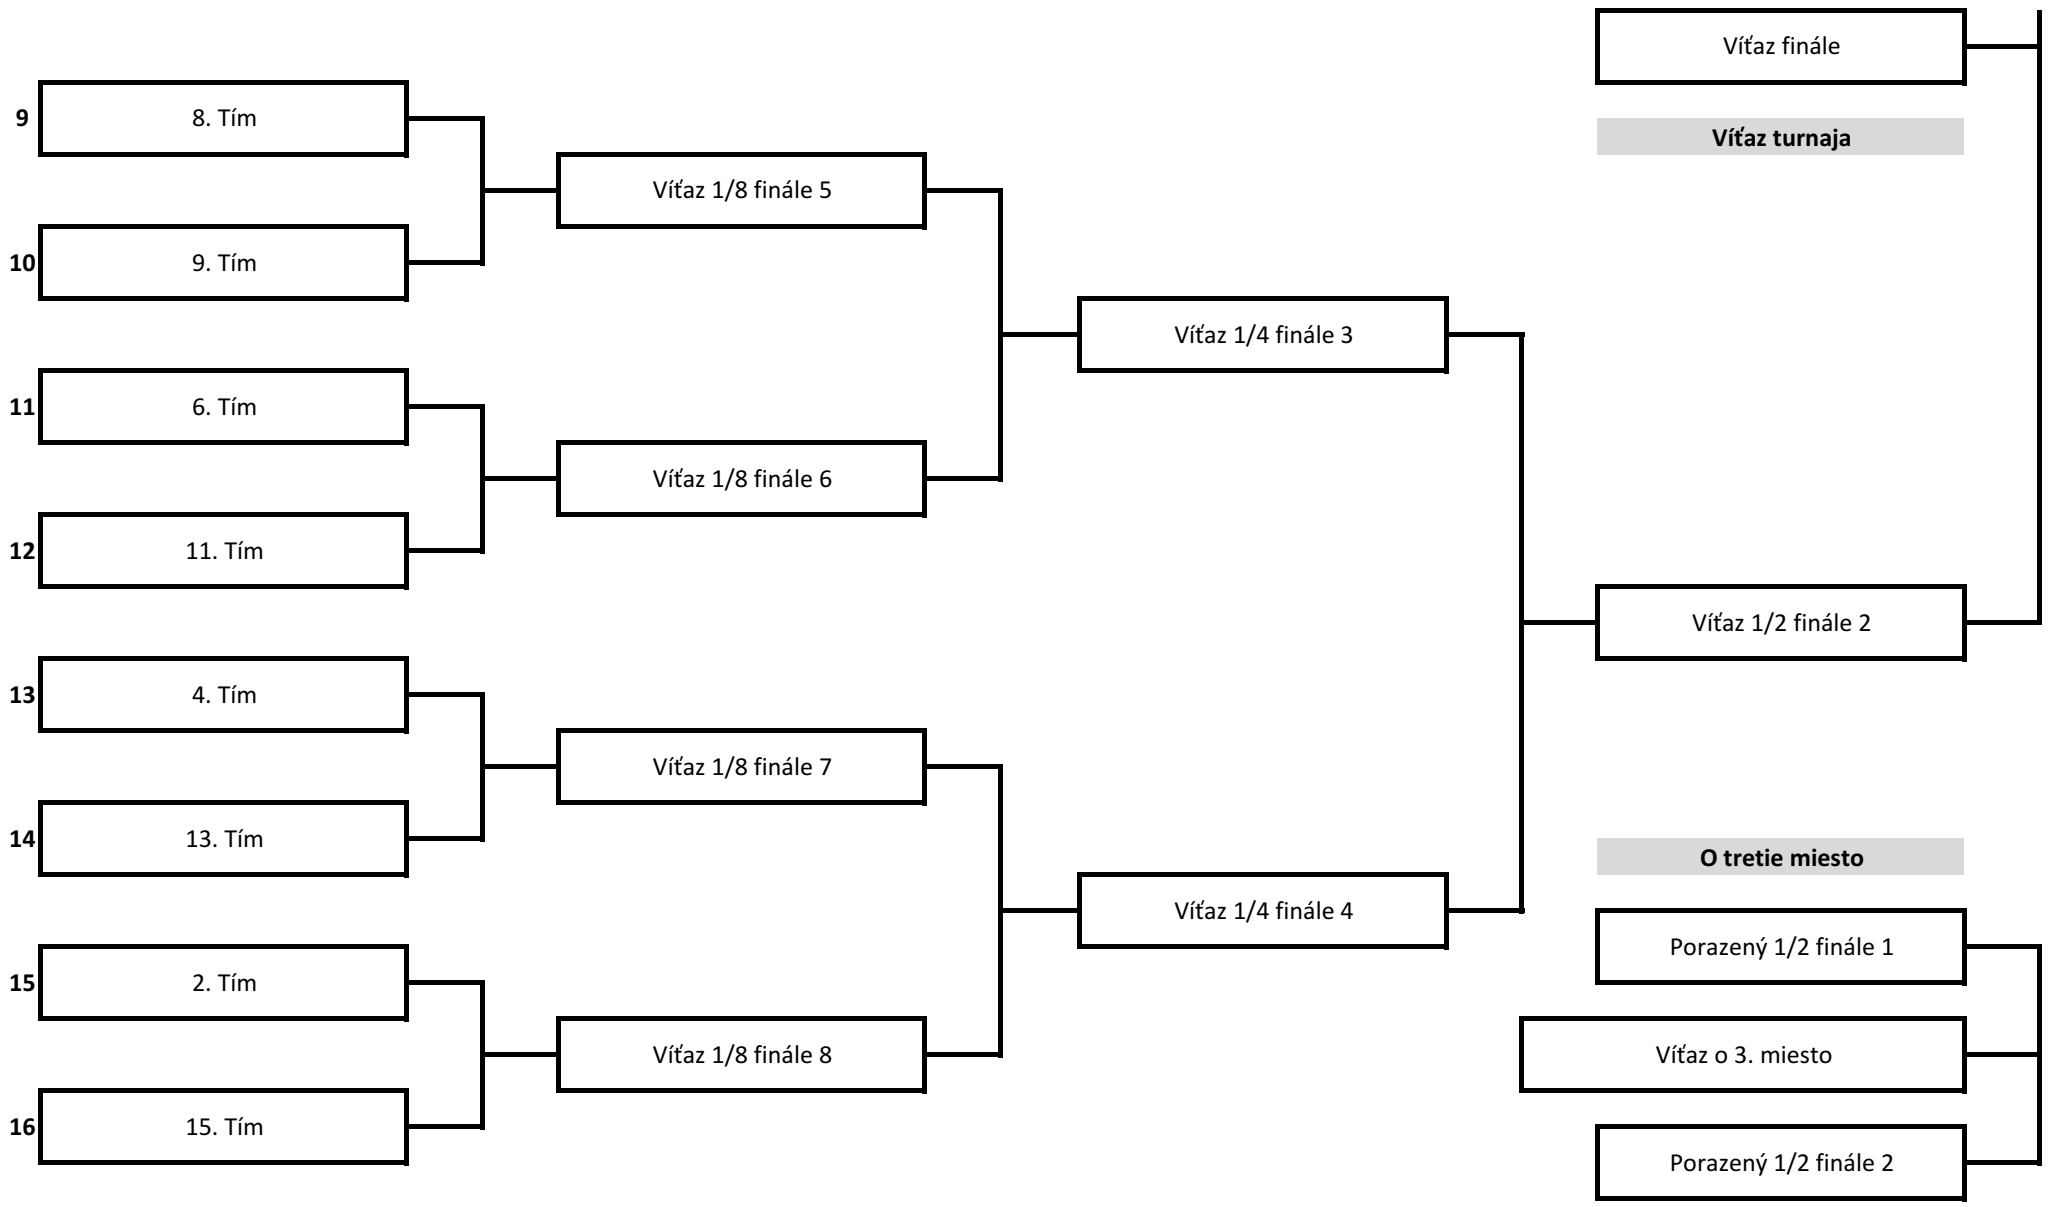 Víťaz finále
9 8. Tím
Víťaz turnaja
Víťaz 1/8 finále 5
10 9. Tím
Víťaz 1/4 finále 3
11 6. Tím
Víťaz 1/8 finále 6
12 11. Tím
Víťaz 1/2 finále 2
13 4. Tím
Víťaz 1/8 finále 7
14 13. Tím
O tretie miesto
Víťaz 1/4 finále 4
Porazený 1/2 finále 1
15 2. Tím
Víťaz 1/8 finále 8
Víťaz o 3. miesto
16 15. Tím
Porazený 1/2 finále 2